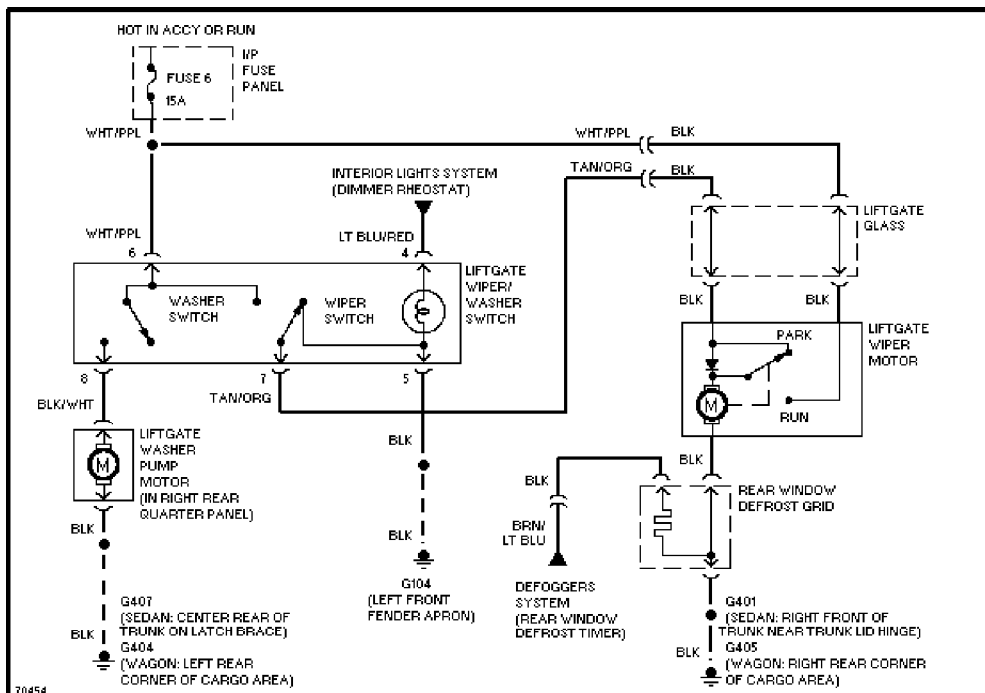 HOT IN ACCY OR RUN
I/P
FUSE
PANEL
FUSE 6
15A
WHT/PPL
WHT/PPL
BLK
TAN/ORG
BLK
INTERIOR LIGHTS SYSTEM
(DIMMER RHEOSTAT)
LIFTGATE
GLASS
WHT/PPL
LT BLU/RED
6
4
LIFTGATE
WIPER/
WASHER
SWITCH
WASHER
SWITCH
WIPER
SWITCH
BLK
BLK
LIFTGATE
WIPER
MOTOR
PARK
M
RUN
8
7
5
BLK/WHT
TAN/ORG
LIFTGATE
WASHER
PUMP
MOTOR
(IN RIGHT REAR
QUARTER PANEL)
M
BLK
BLK
BLK
BLK
REAR WINDOW
DEFROST GRID
BRN/
LT BLU
BLK
BLK
G104
(LEFT FRONT
FENDER APRON)
DEFOGGERS
SYSTEM
(REAR WINDOW
DEFROST TIMER)
G407
(SEDAN: CENTER REAR OF
TRUNK ON LATCH BRACE)
BLK
G404
(WAGON: LEFT REAR
CORNER OF CARGO AREA)
G401
(SEDAN: RIGHT FRONT OF
TRUNK NEAR TRUNK LID HINGE)
BLK
G405
(WAGON: RIGHT REAR CORNER
OF CARGO AREA)
70454